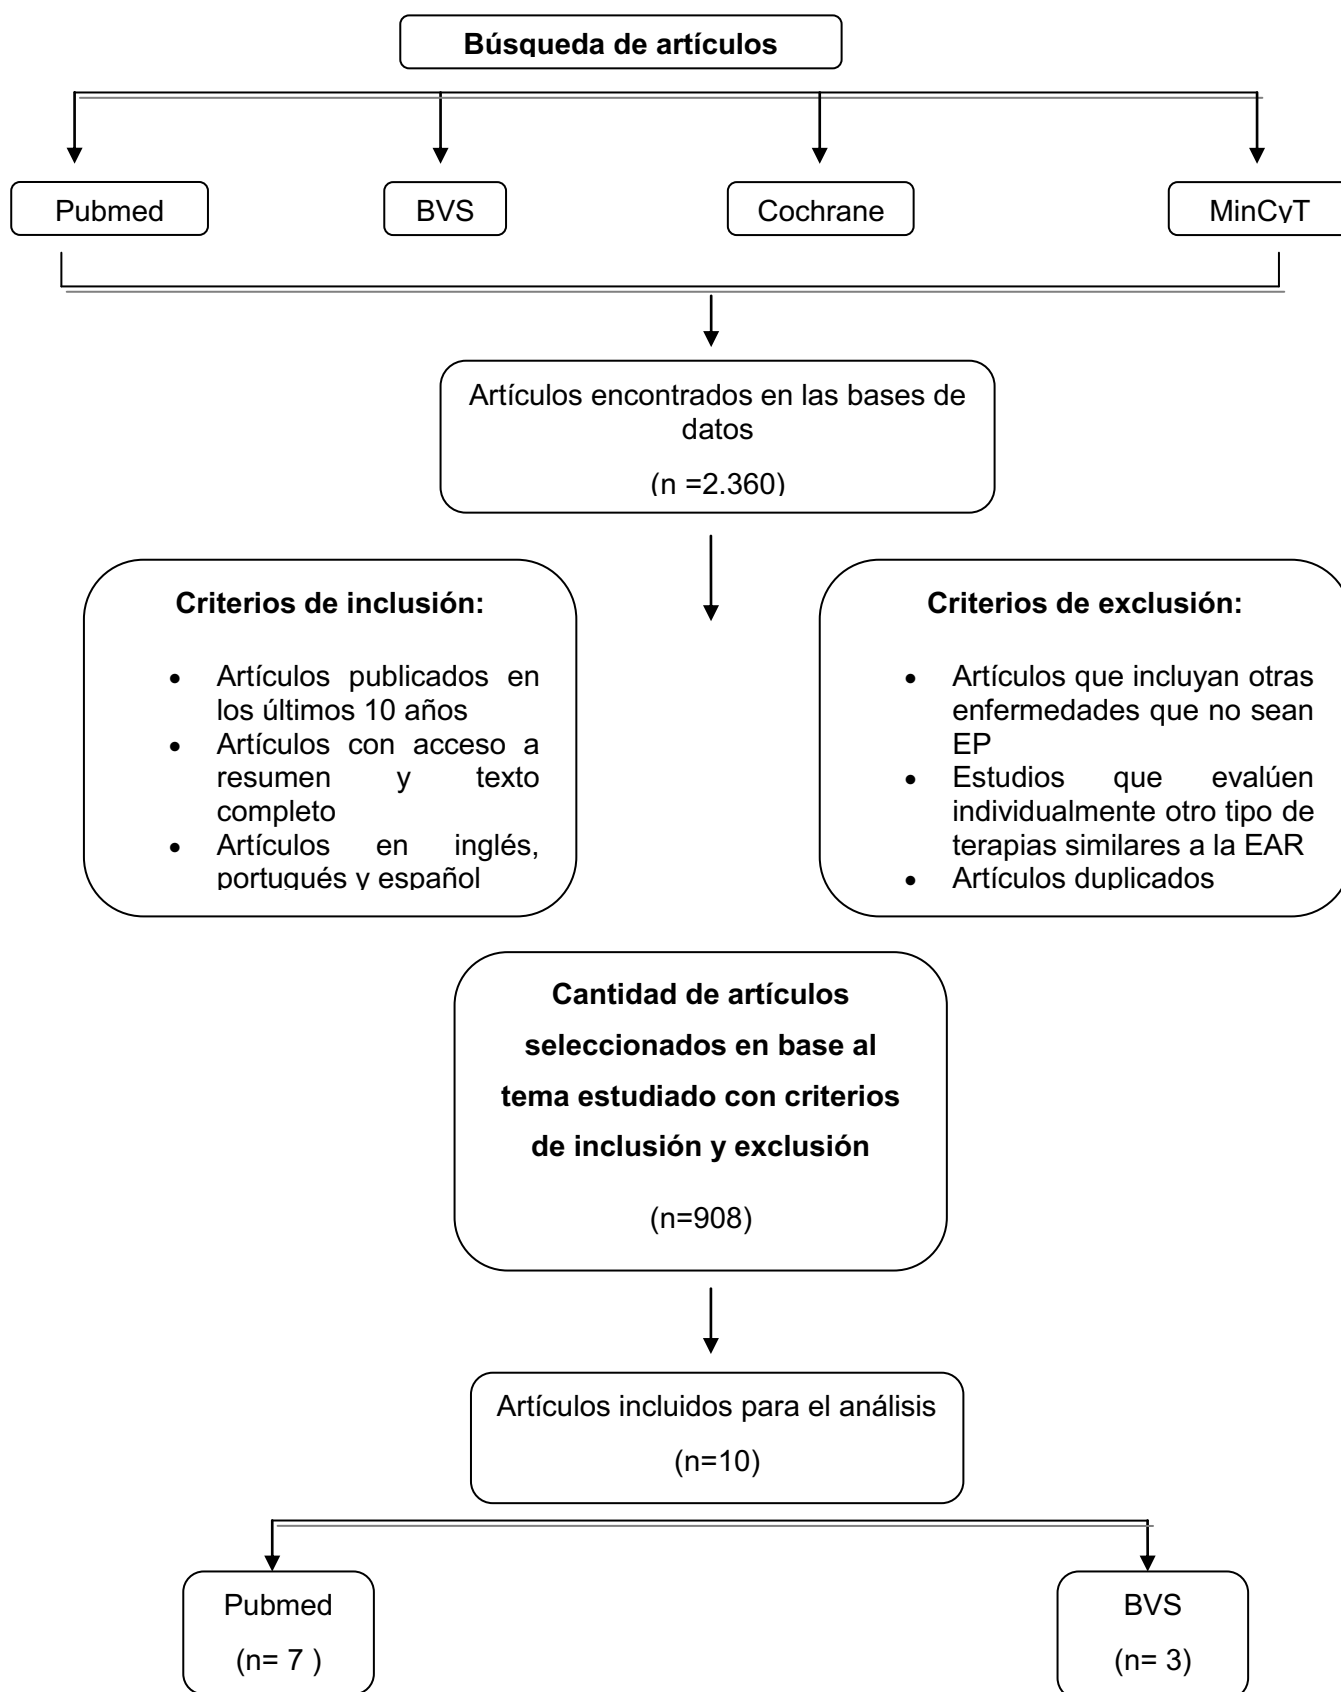 Búsqueda de artículos
Pubmed
BVS
Cochrane
MinCyT
Artículos encontrados en las bases de
datos
(n =2.360)
Criterios de inclusión:
• Artículos publicados en
los últimos 10 años
• Artículos con acceso a
resumen y texto
completo
• Artículos en inglés,
portugués y español
Criterios de exclusión:
• Artículos que incluyan otras
enfermedades que no sean
EP
• Estudios que evalúen
individualmente otro tipo de
terapias similares a la EAR
• Artículos duplicados
Cantidad de artículos
seleccionados en base al
tema estudiado con criterios
de inclusión y exclusión
(n=908)
Artículos incluidos para el análisis
(n=10)
Pubmed
(n= 7 )
BVS
(n= 3)